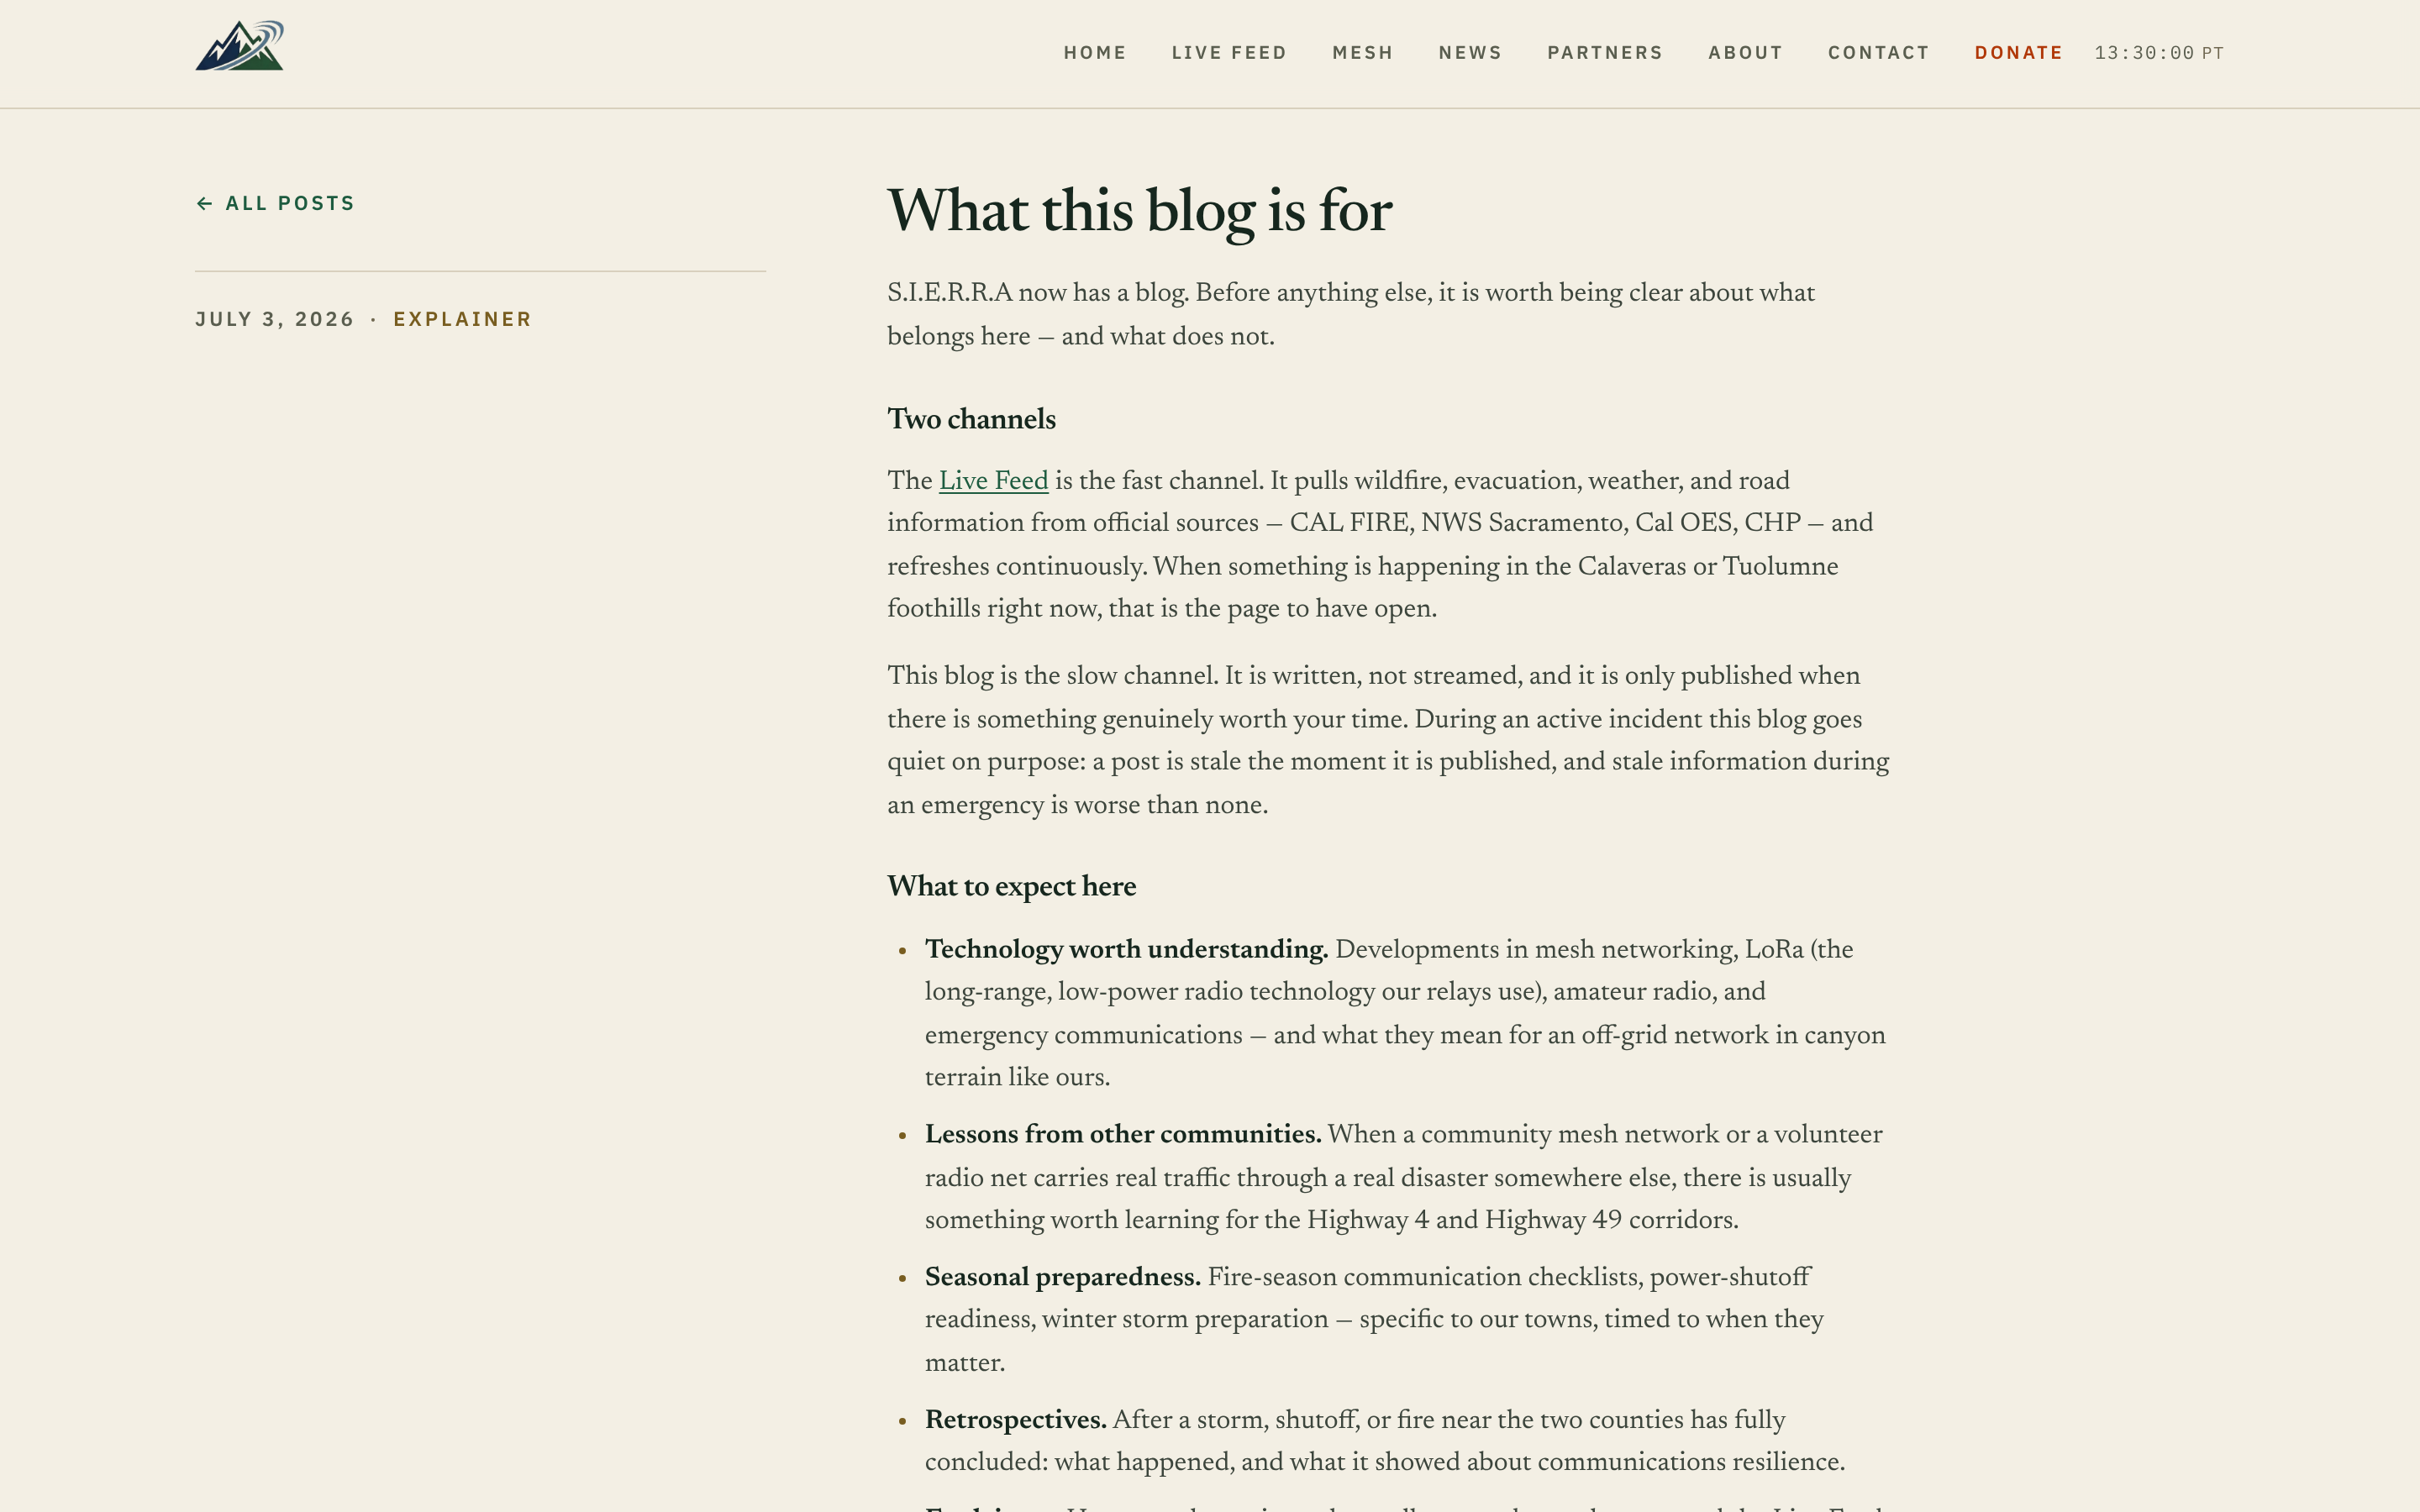 HOME LIVE FEED MESH NEWS PARTNERS ABOUT CONTACT DONATE 13:30:00 PT
← ALL POSTS
JULY 3, 2026 · EXPLAINER
What this blog is for
S.I.E.R.R.A now has a blog. Before anything else, it is worth being clear about what
belongs here — and what does not.
Two channels
The Live Feed is the fast channel. It pulls wildfire, evacuation, weather, and road
information from official sources — CAL FIRE, NWS Sacramento, Cal OES, CHP — and
refreshes continuously. When something is happening in the Calaveras or Tuolumne
foothills right now, that is the page to have open.
This blog is the slow channel. It is written, not streamed, and it is only published when
there is something genuinely worth your time. During an active incident this blog goes
quiet on purpose: a post is stale the moment it is published, and stale information during
an emergency is worse than none.
What to expect here
• Technology worth understanding. Developments in mesh networking, LoRa (the
long-range, low-power radio technology our relays use), amateur radio, and
emergency communications — and what they mean for an off-grid network in canyon
terrain like ours.
• Lessons from other communities. When a community mesh network or a volunteer
radio net carries real traffic through a real disaster somewhere else, there is usually
something worth learning for the Highway 4 and Highway 49 corridors.
• Seasonal preparedness. Fire-season communication checklists, power-shutoff
readiness, winter storm preparation — specific to our towns, timed to when they
matter.
• Retrospectives. After a storm, shutoff, or fire near the two counties has fully
concluded: what happened, and what it showed about communications resilience.